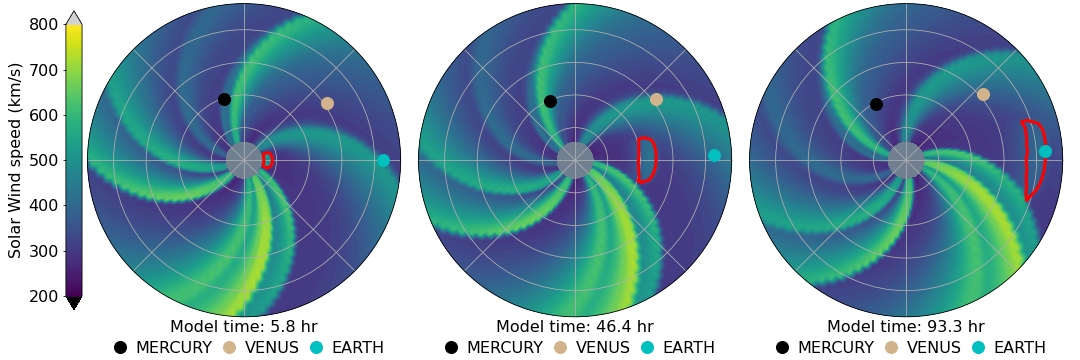 Solar Wind speed (km/s)
800
700
600
500
400
300
200
Model time: 5.8 hr
MERCURY VENUS EARTH
Model time: 46.4 hr
MERCURY VENUS EARTH
Model time: 93.3 hr
MERCURY VENUS EARTH